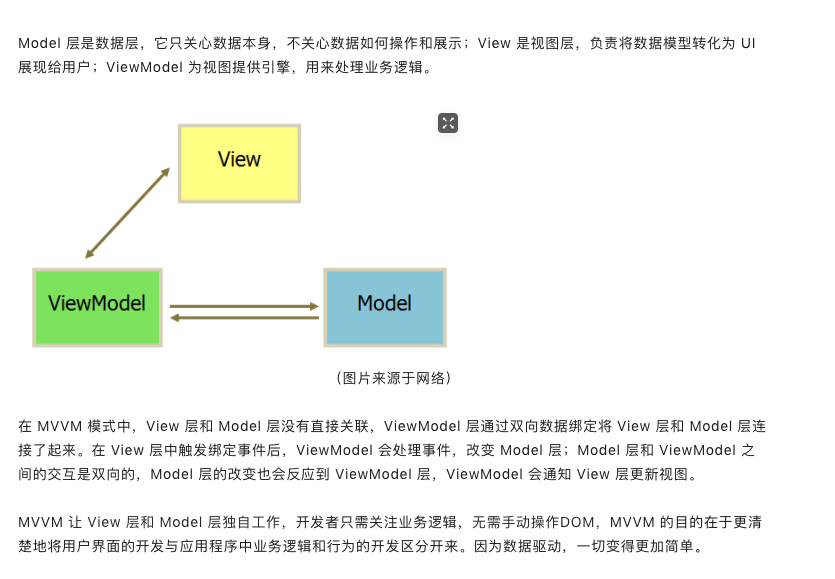 Model 层是数据层，它只关心数据本身，不关心数据如何操作和展示；View 是视图层，负责将数据模型转化为 UI
展现给用户；ViewModel 为视图提供引擎，用来处理业务逻辑。
View
ViewModel
Model
（图片来源于网络）
在 MVVM 模式中，View 层和 Model 层没有直接关联，ViewModel 层通过双向数据绑定将 View 层和 Model 层连
接了起来。在 View 层中触发绑定事件后，ViewModel 会处理事件，改变 Model 层；Model 层和 ViewModel 之
间的交互是双向的，Model 层的改变也会反应到 ViewModel 层，ViewModel 会通知 View 层更新视图。
MVVM 让 View 层和 Model 层独自工作，开发者只需关注业务逻辑，无需手动操作DOM，MVVM 的目的在于更清
楚地将用户界面的开发与应用程序中业务逻辑和行为的开发区分开来。因为数据驱动，一切变得更加简单。